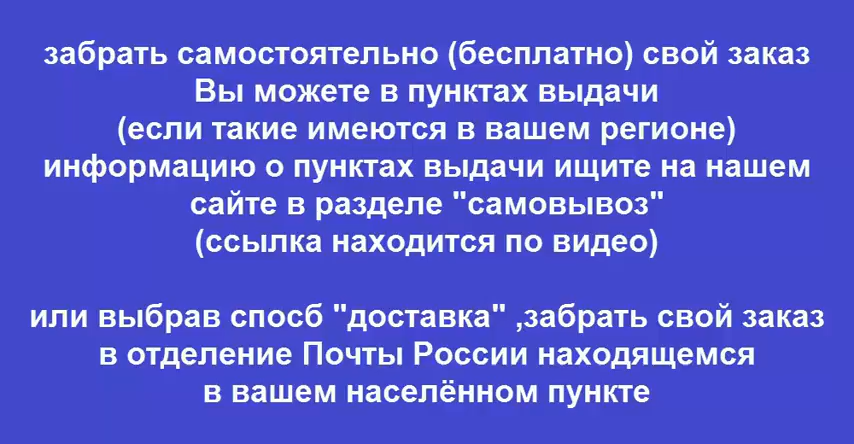 забрать самостоятельно (бесплатно) свой заказ
Вы можете в пунктах выдачи
(если такие имеются в вашем регионе)
информацию о пунктах выдачи ищите на нашем
сайте в разделе "самовывоз"
(ссылка находится по видео)
или выбрав спосб "доставка" ,забрать свой заказ
в отделение Почты России находящемся
в вашем населённом пункте